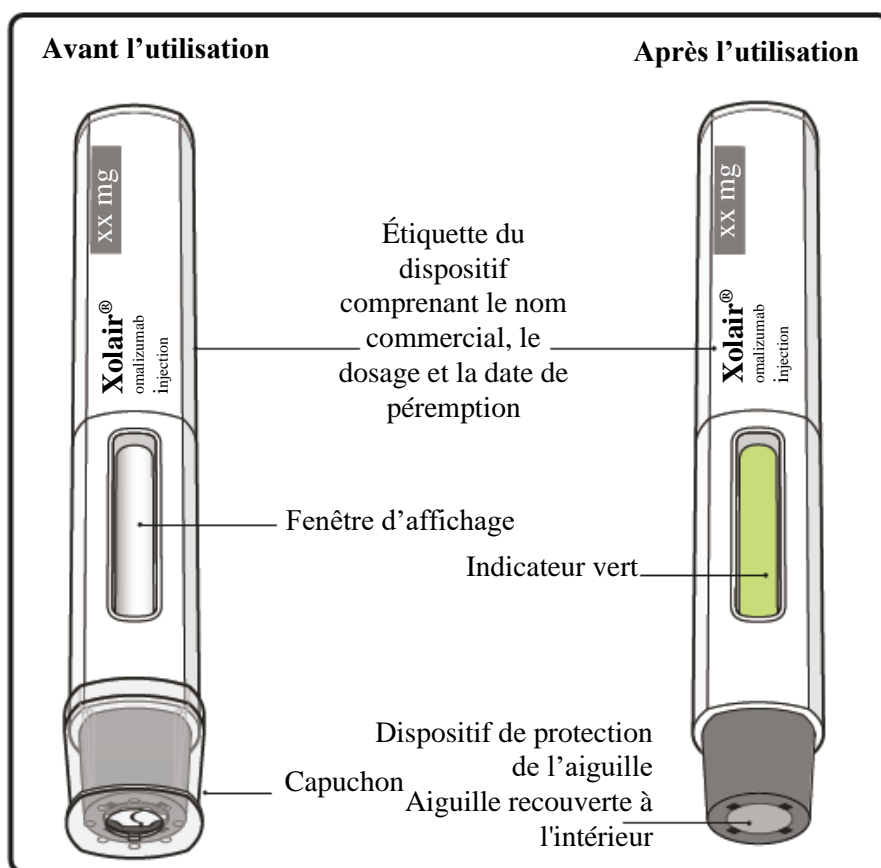 Avant l’utilisation
Après l’utilisation
xx mg
Xolair®
omalizumab
injection
Étiquette du
dispositif
comprenant le nom
commercial, le
dosage et la date de
péremption
xx mg
Xolair®
omalizumab
injection
Fenêtre d’affichage
Indicateur vert
Dispositif de protection
de l’aiguille
Capuchon
Aiguille recouverte à
l'intérieur